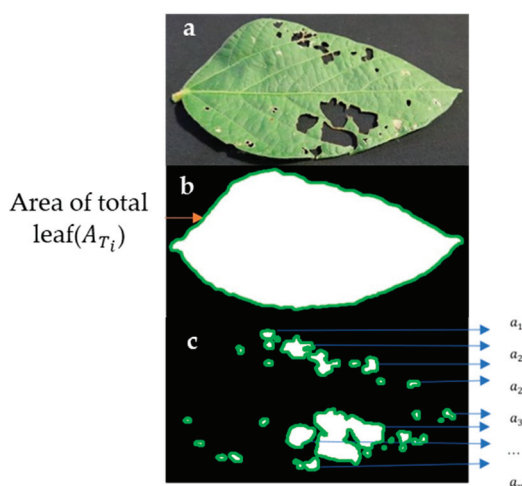 a
b
Area of total
leaf(A_{T_i})
c
a_1
a_2
a_2
a_3
...